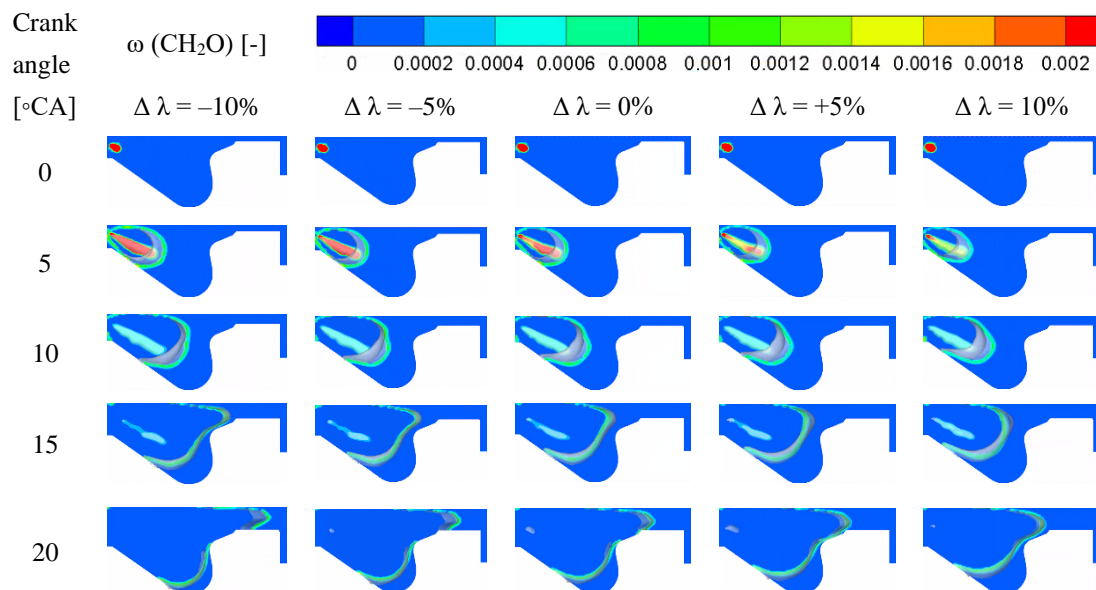 Crank
angle
[∘CA]
ω (CH₂O) [-]
0 0.0002 0.0004 0.0006 0.0008 0.001 0.0012 0.0014 0.0016 0.0018 0.002
Δ λ = –10% Δ λ = –5% Δ λ = 0% Δ λ = +5% Δ λ = 10%
0
5
10
15
20